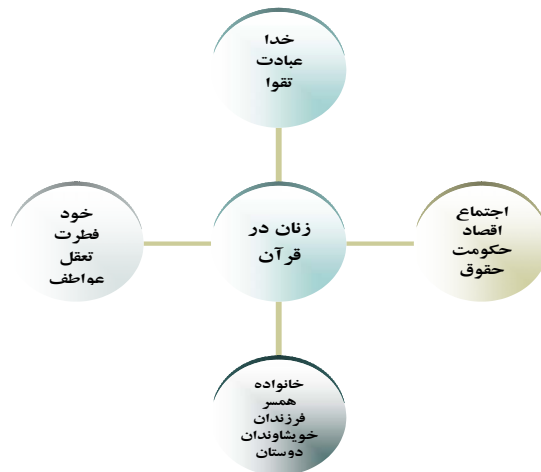 خدا
عبادت
تقوا
خود
فطرت
تعقل
عواطف
زنان در
قرآن
اجتماع
اقصاد
حکومت
حقوق
خانواده
همسر
فرزندان
خویشاوندان
دوستان